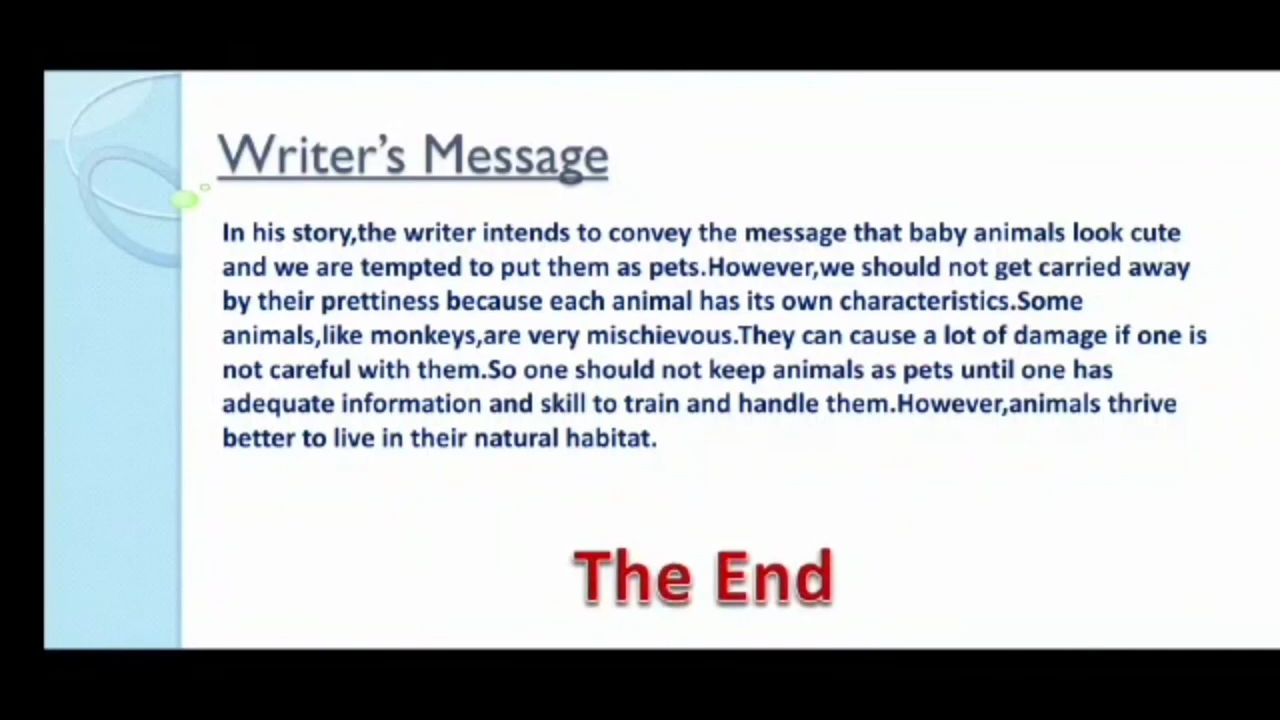 Writer's Message
In his story,the writer intends to convey the message that baby animals look cute
and we are tempted to put them as pets.However,we should not get carried away
by their prettiness because each animal has its own characteristics.Some
animals,like monkeys,are very mischievous.They can cause a lot of damage if one is
not careful with them.So one should not keep animals as pets until one has
adequate information and skill to train and handle them.However,animals thrive
better to live in their natural habitat.
The End